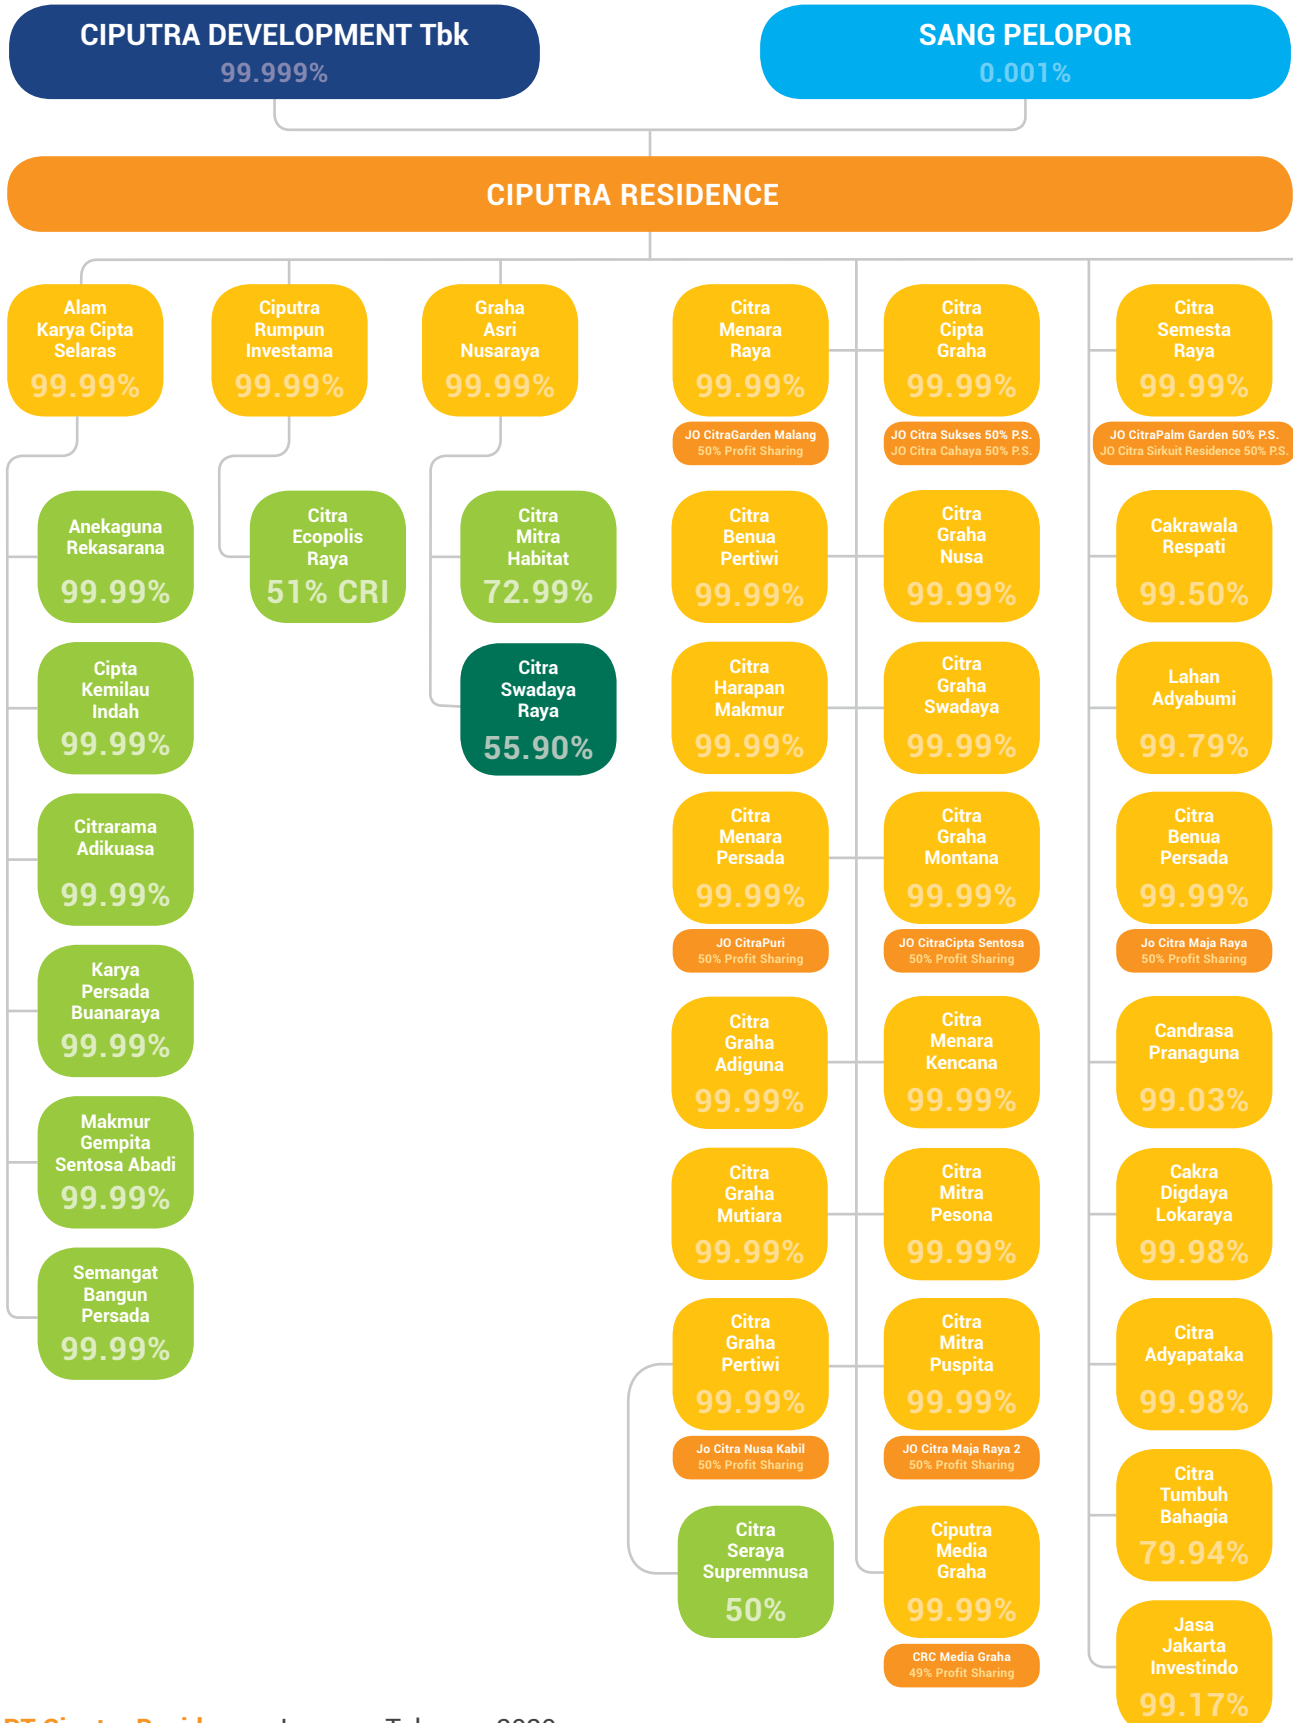 CIPUTRA DEVELOPMENT Tbk
99.999%
SANG PELOPOR
0.001%
CIPUTRA RESIDENCE
Alam
Karya Cipta
Selaras
99.99%
Ciputra
Rumpun
Investama
99.99%
Graha
Asri
Nusaraya
99.99%
Citra
Menara
Raya
99.99%
JO CitraGarden Malang
50% Profit Sharing
Citra
Cipta
Graha
99.99%
JO Citra Sukses 50% P.S.
JO Citra Cahaya 50% P.S.
Citra
Semesta
Raya
99.99%
JO CitraPalm Garden 50% P.S.
JO Citra Sirkuit Residence 50% P.S.
Anekaguna
Rekasarana
99.99%
Citra
Ecopolis
Raya
51% CRI
Citra
Mitra
Habitat
72.99%
Citra
Benua
Pertiwi
99.99%
Citra
Graha
Nusa
99.99%
Cakrawala
Respati
99.50%
Cipta
Kemilau
Indah
99.99%
Citra
Swadaya
Raya
55.90%
Citra
Harapan
Makmur
99.99%
Citra
Graha
Swadaya
99.99%
Lahan
Adyabumi
99.79%
Citrarama
Adikuasa
99.99%
Citra
Menara
Persada
99.99%
JO CitraPuri
50% Profit Sharing
Citra
Graha
Montana
99.99%
JO CitraCipta Sentosa
50% Profit Sharing
Citra
Benua
Persada
99.99%
Jo Citra Maja Raya
50% Profit Sharing
Karya
Persada
Buanaraya
99.99%
Citra
Graha
Adiguna
99.99%
Citra
Menara
Kencana
99.99%
Candrasa
Pranaguna
99.03%
Makmur
Gempita
Sentosa Abadi
99.99%
Citra
Graha
Mutiara
99.99%
Citra
Mitra
Pesona
99.99%
Cakra
Digdaya
Lokaraya
99.98%
Semangat
Bangun
Persada
99.99%
Citra
Graha
Pertiwi
99.99%
Jo Citra Nusa Kabil
50% Profit Sharing
Citra
Mitra
Puspita
99.99%
JO Citra Maja Raya 2
50% Profit Sharing
Citra
Adyapataka
99.98%
Citra
Tumbuh
Bahagia
79.94%
Citra
Seraya
Supremnusa
50%
Ciputra
Media
Graha
99.99%
CRC Media Graha
49% Profit Sharing
Jasa
Jakarta
Investindo
99.17%